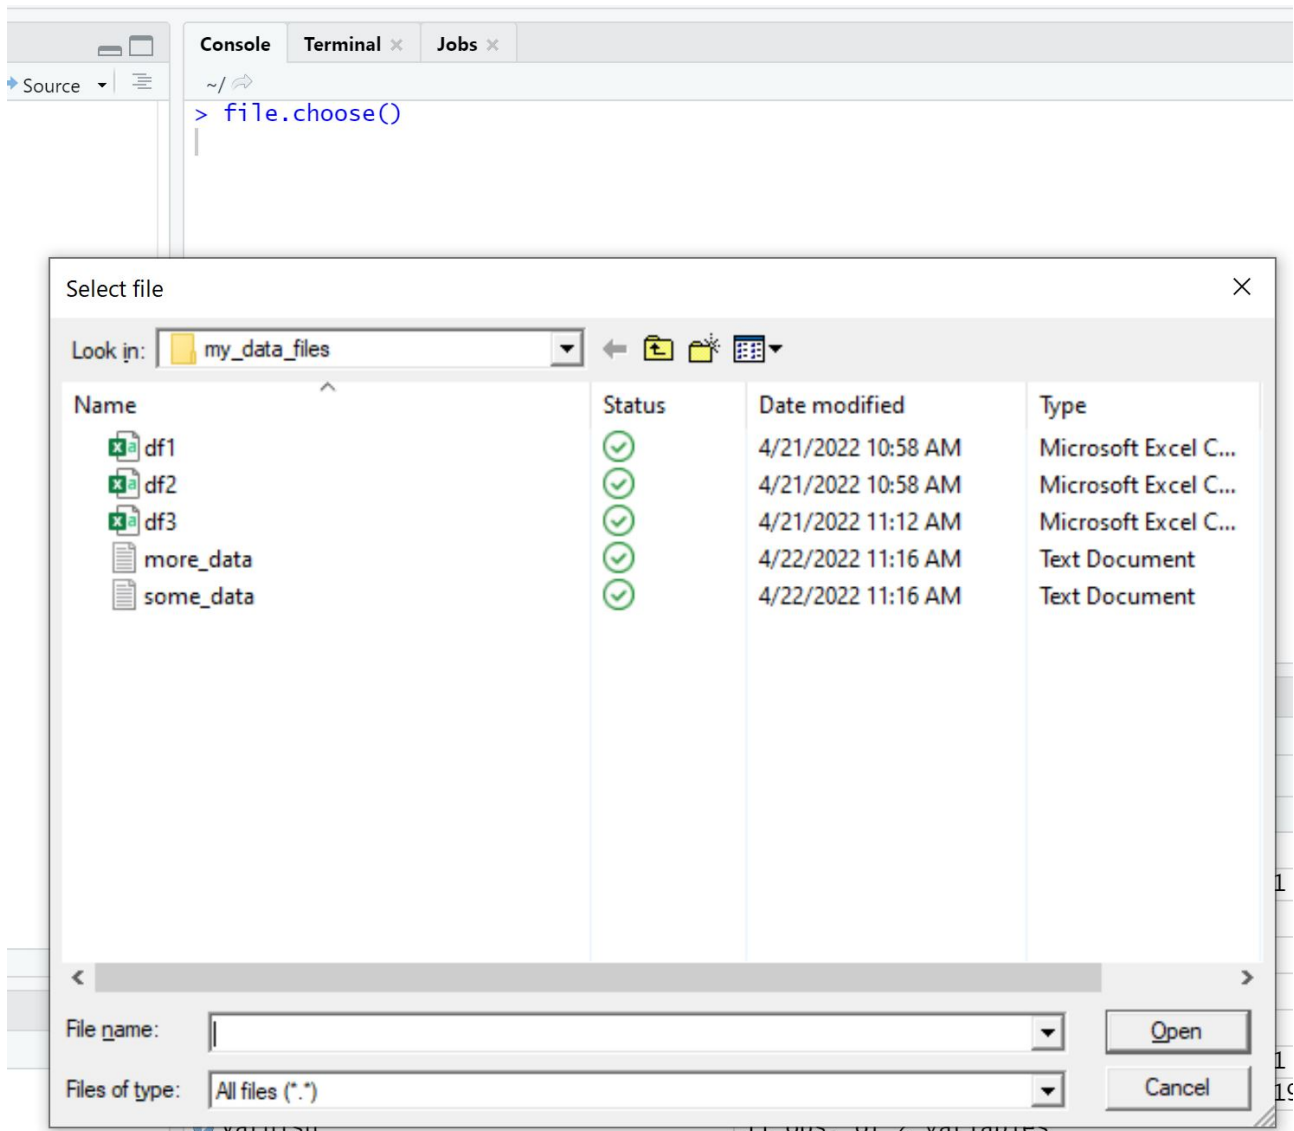 Console Terminal × Jobs ×
Source ~/
> file.choose()
Select file
Look in: my_data_files
Name Status Date modified Type
df1 4/21/2022 10:58 AM Microsoft Excel C...
df2 4/21/2022 10:58 AM Microsoft Excel C...
df3 4/21/2022 11:12 AM Microsoft Excel C...
more_data 4/22/2022 11:16 AM Text Document
some_data 4/22/2022 11:16 AM Text Document
1
File name: Open
1
Files of type: All files (*.*) Cancel
19